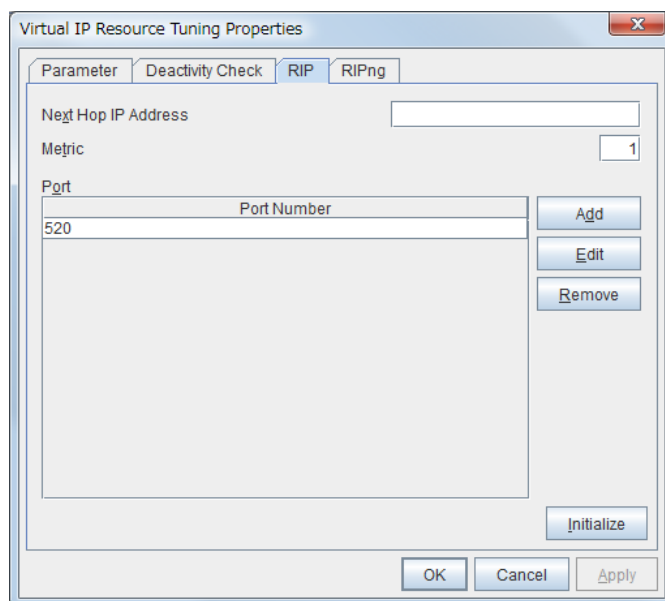 Virtual IP Resource Tuning Properties
Parameter Deactivity Check RIP RIPng
Next Hop IP Address
Metric 1
Port
Port Number
520
Add
Edit
Remove
Initialize
OK Cancel Apply